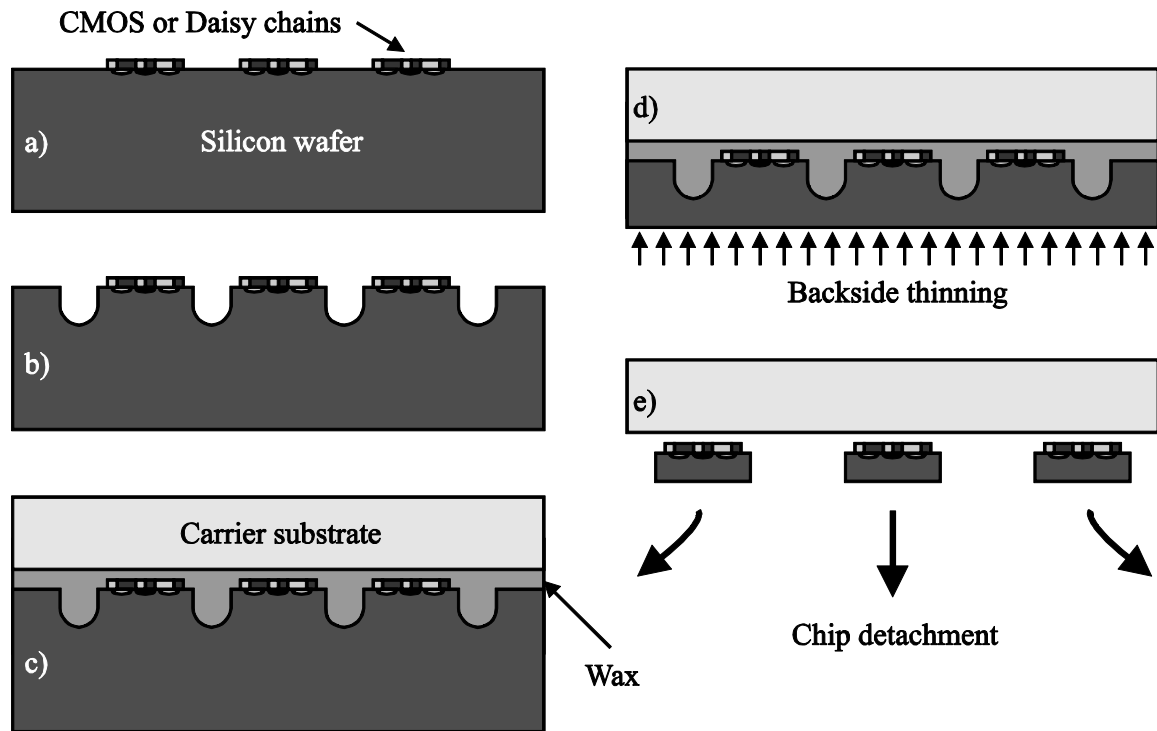 CMOS or Daisy chains
a)
Silicon wafer
b)
Carrier substrate
c)
Wax
d)
Backside thinning
e)
Chip detachment